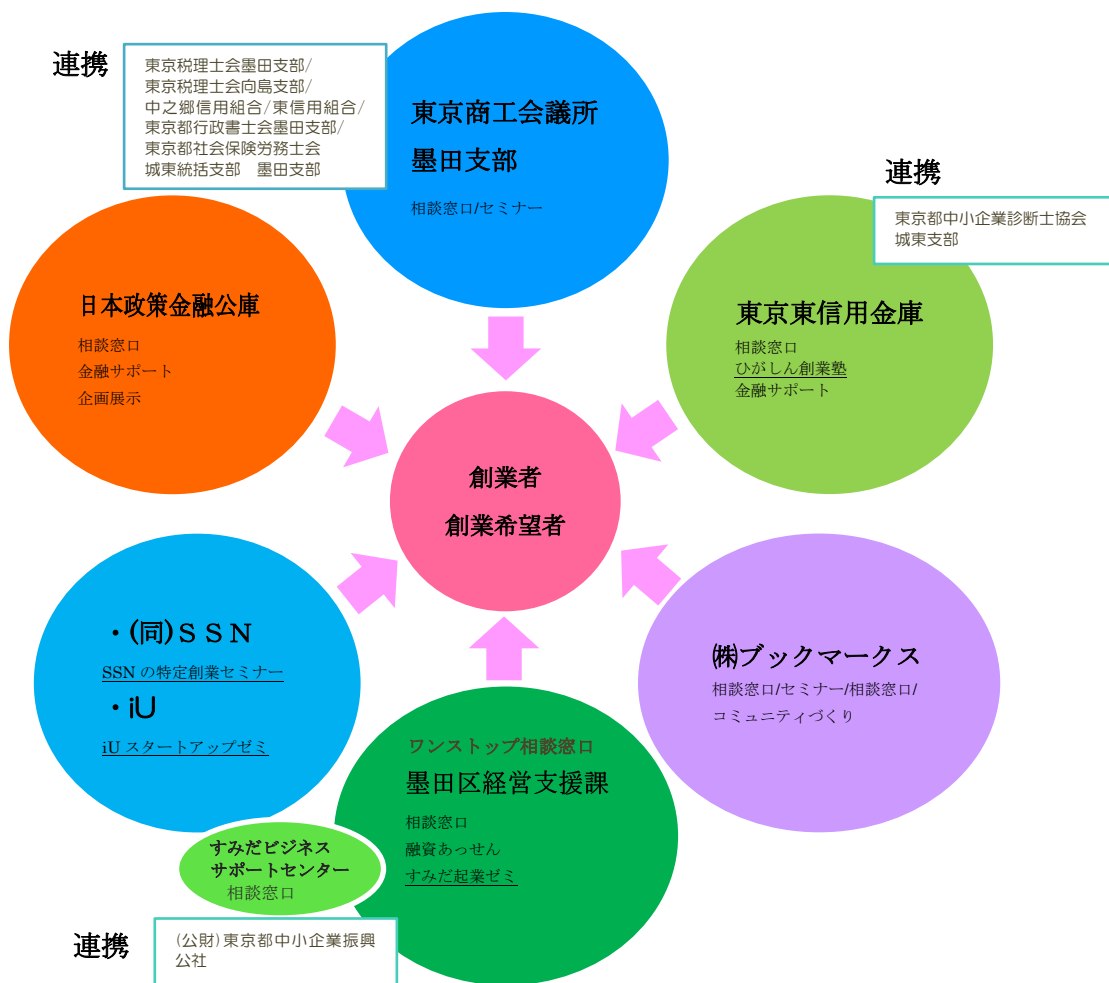 連携
東京税理士会墨田支部/
東京税理士会向島支部/
中之郷信用組合/東信用組合/
東京都行政書士会墨田支部/
東京都社会保険労務士会
城東統括支部　墨田支部
東京商工会議所
墨田支部
相談窓口/セミナー
連携
東京都中小企業診断士協会
城東支部
日本政策金融公庫
相談窓口
金融サポート
企画展示
東京東信用金庫
相談窓口
ひがしん創業塾
金融サポート
創業者
創業希望者
・(同)ＳＳＮ
SSN の特定創業セミナー
・iU
iU スタートアップゼミ
㈱ブックマークス
相談窓口/セミナー/相談窓口/
コミュニティづくり
ワンストップ相談窓口
墨田区経営支援課
相談窓口
融資あっせん
すみだ起業ゼミ
すみだビジネス
サポートセンター
相談窓口
連携
(公財)東京都中小企業振興
公社